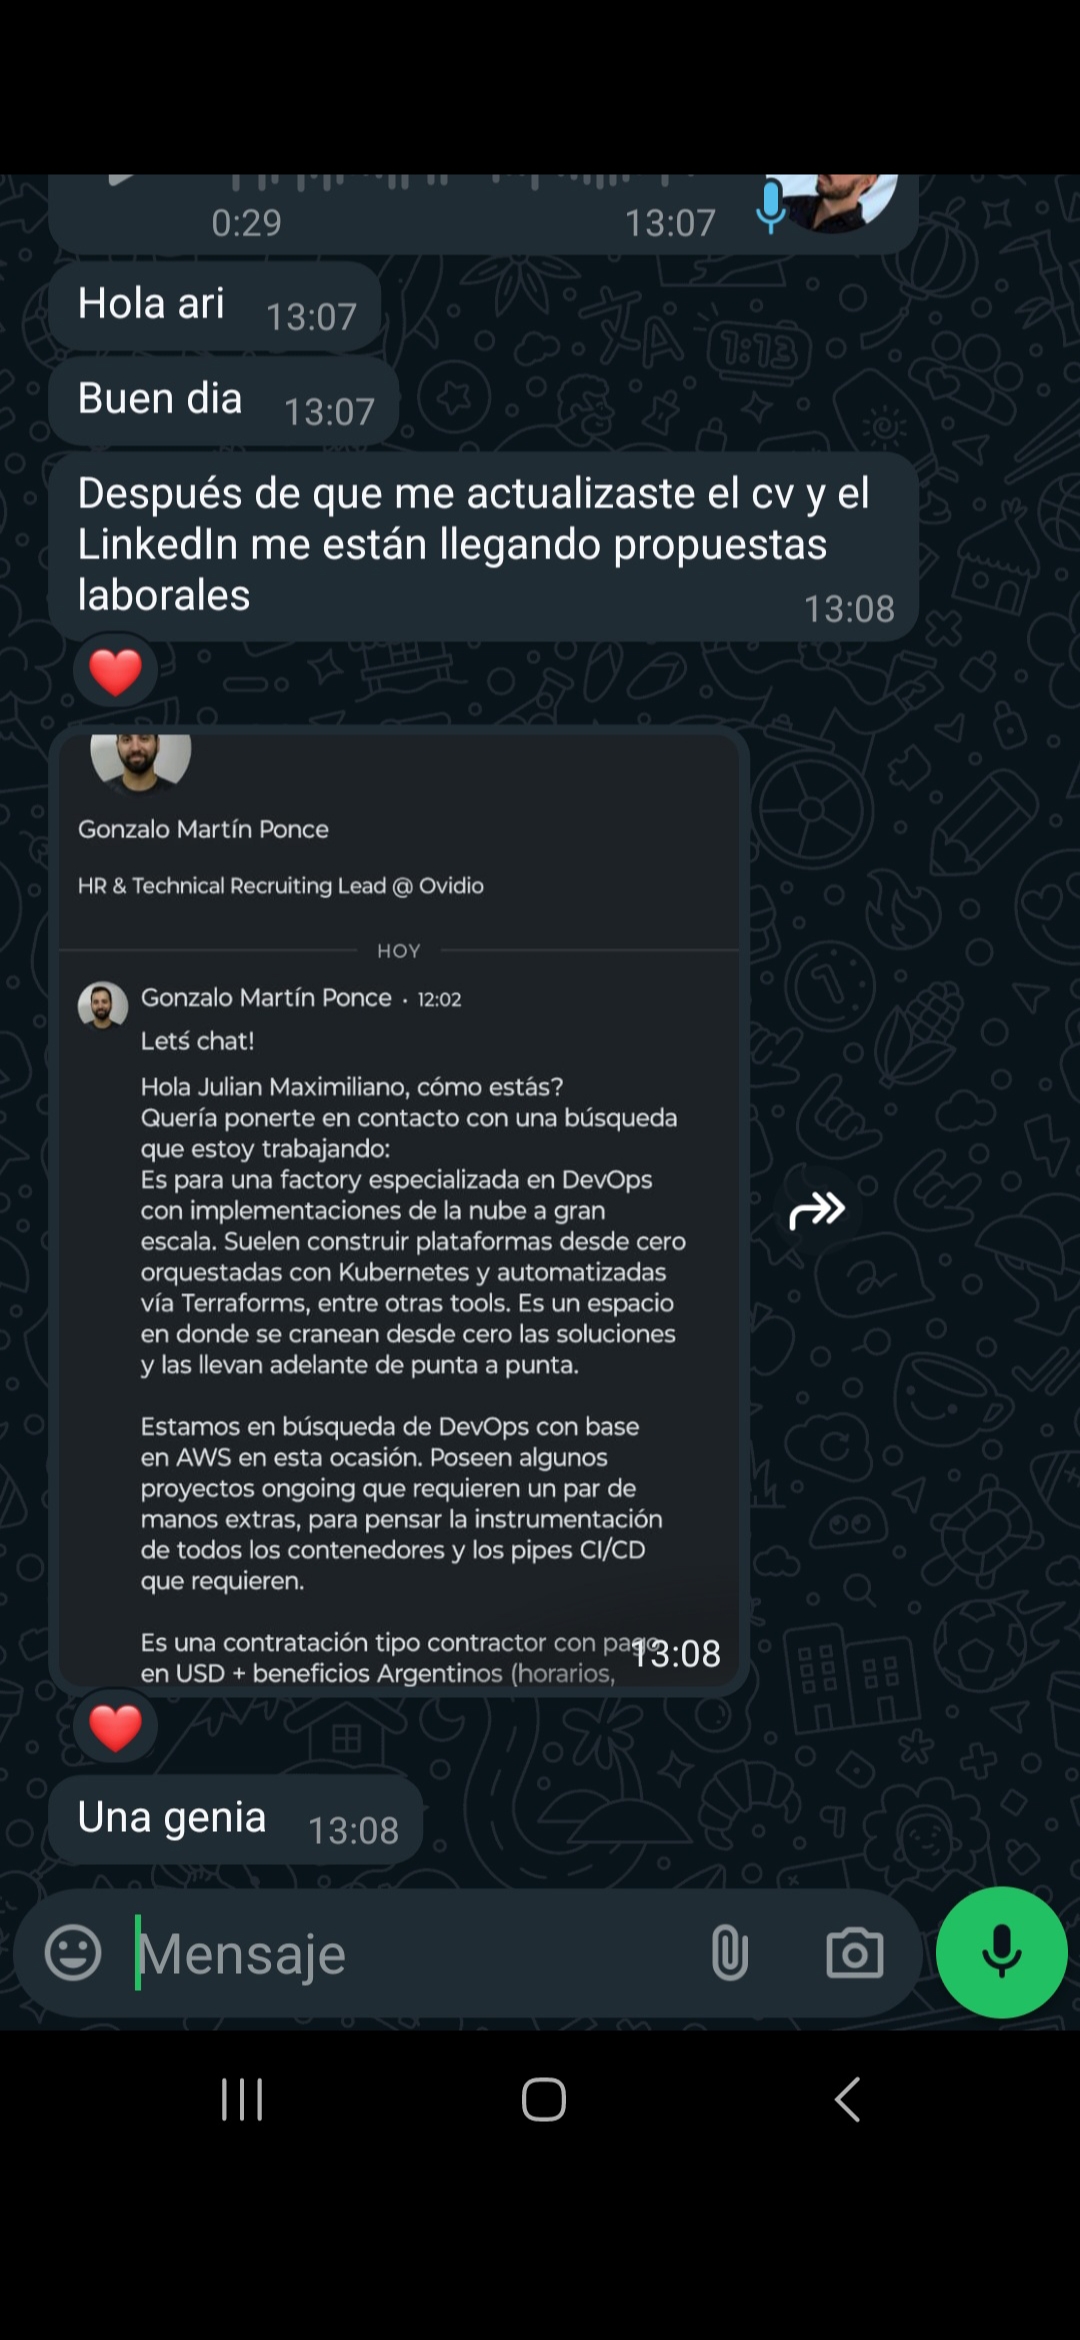 0:29 13:07
Hola ari 13:07
Buen dia 13:07
Después de que me actualizaste el cv y el
LinkedIn me están llegando propuestas
laborales 13:08
Gonzalo Martín Ponce
HR & Technical Recruiting Lead @ Ovidio
HOY
Gonzalo Martín Ponce · 12:02
Letś chat!
Hola Julian Maximiliano, cómo estás?
Quería ponerte en contacto con una búsqueda
que estoy trabajando:
Es para una factory especializada en DevOps
con implementaciones de la nube a gran
escala. Suelen construir plataformas desde cero
orquestadas con Kubernetes y automatizadas
vía Terraforms, entre otras tools. Es un espacio
en donde se cranean desde cero las soluciones
y las llevan adelante de punta a punta.
Estamos en búsqueda de DevOps con base
en AWS en esta ocasión. Poseen algunos
proyectos ongoing que requieren un par de
manos extras, para pensar la instrumentación
de todos los contenedores y los pipes CI/CD
que requieren.
Es una contratación tipo contractor con pago
en USD + beneficios Argentinos (horarios,
13:08
Una genia 13:08
Mensaje